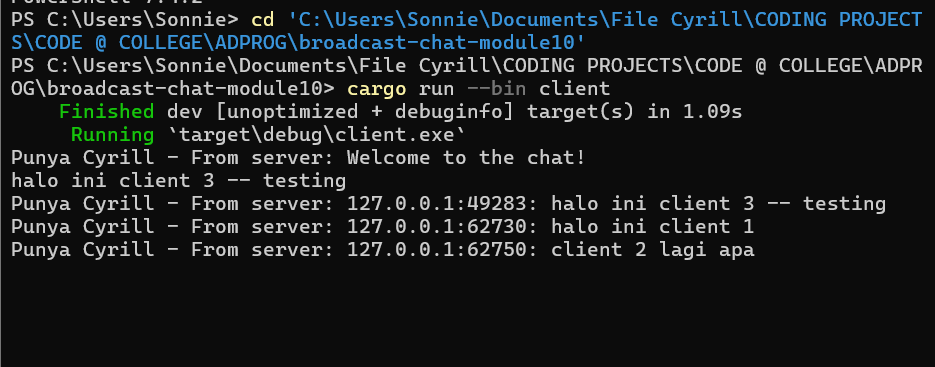 PowerShell 7.4.2
PS C:\Users\Sonnie> cd 'C:\Users\Sonnie\Documents\File Cyrill\CODING PROJECT
S\CODE @ COLLEGE\ADPROG\broadcast-chat-module10'
PS C:\Users\Sonnie\Documents\File Cyrill\CODING PROJECTS\CODE @ COLLEGE\ADPR
OG\broadcast-chat-module10> cargo run --bin client
    Finished dev [unoptimized + debuginfo] target(s) in 1.09s
     Running `target\debug\client.exe`
Punya Cyrill - From server: Welcome to the chat!
halo ini client 3 -- testing
Punya Cyrill - From server: 127.0.0.1:49283: halo ini client 3 -- testing
Punya Cyrill - From server: 127.0.0.1:62730: halo ini client 1
Punya Cyrill - From server: 127.0.0.1:62750: client 2 lagi apa